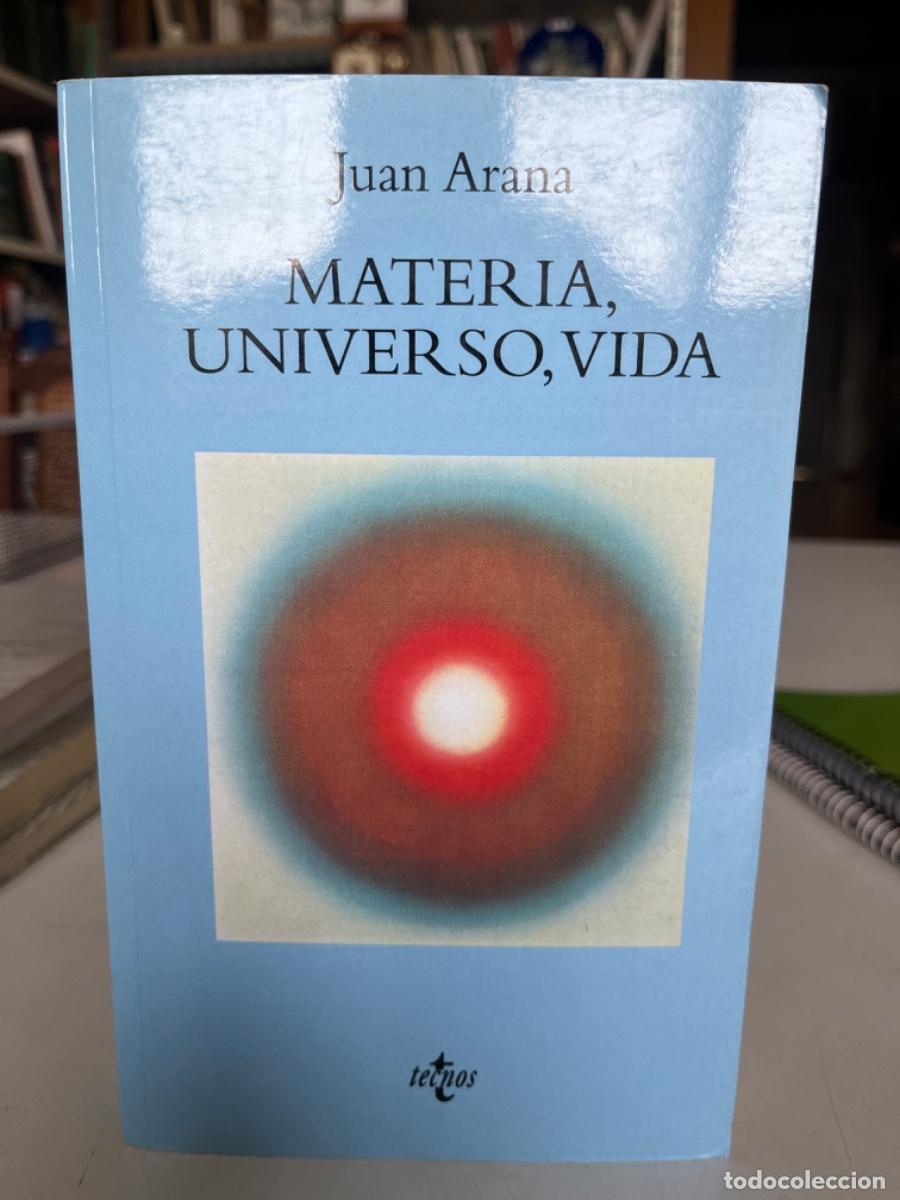 Juan Arana
MATERIA,
UNIVERSO, VIDA
tecnos
todocoleccion